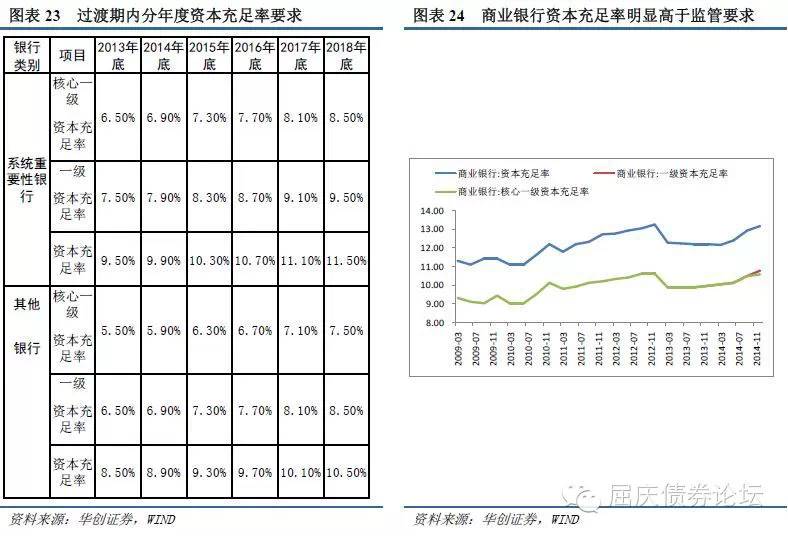 图表 23 过渡期内分年度资本充足率要求
银行类别 项目 2013年底 2014年底 2015年底 2016年底 2017年底 2018年底
系统重要性银行
核心一级资本充足率 6.50% 6.90% 7.30% 7.70% 8.10% 8.50%
一级资本充足率 7.50% 7.90% 8.30% 8.70% 9.10% 9.50%
资本充足率 9.50% 9.90% 10.30% 10.70% 11.10% 11.50%
其他银行
核心一级资本充足率 5.50% 5.90% 6.30% 6.70% 7.10% 7.50%
一级资本充足率 6.50% 6.90% 7.30% 7.70% 8.10% 8.50%
资本充足率 8.50% 8.90% 9.30% 9.70% 10.10% 10.50%
资料来源：华创证券，WIND
图表 24 商业银行资本充足率明显高于监管要求
商业银行:资本充足率 商业银行:一级资本充足率
商业银行:核心一级资本充足率
14.00
13.00
12.00
11.00
10.00
9.00
8.00
2009-03 2009-07 2009-11 2010-03 2010-07 2010-11 2011-03 2011-07 2011-11 2012-03 2012-07 2012-11 2013-03 2013-07 2013-11 2014-03 2014-07 2014-11
屈庆债券论坛
资料来源：华创证券，WIND